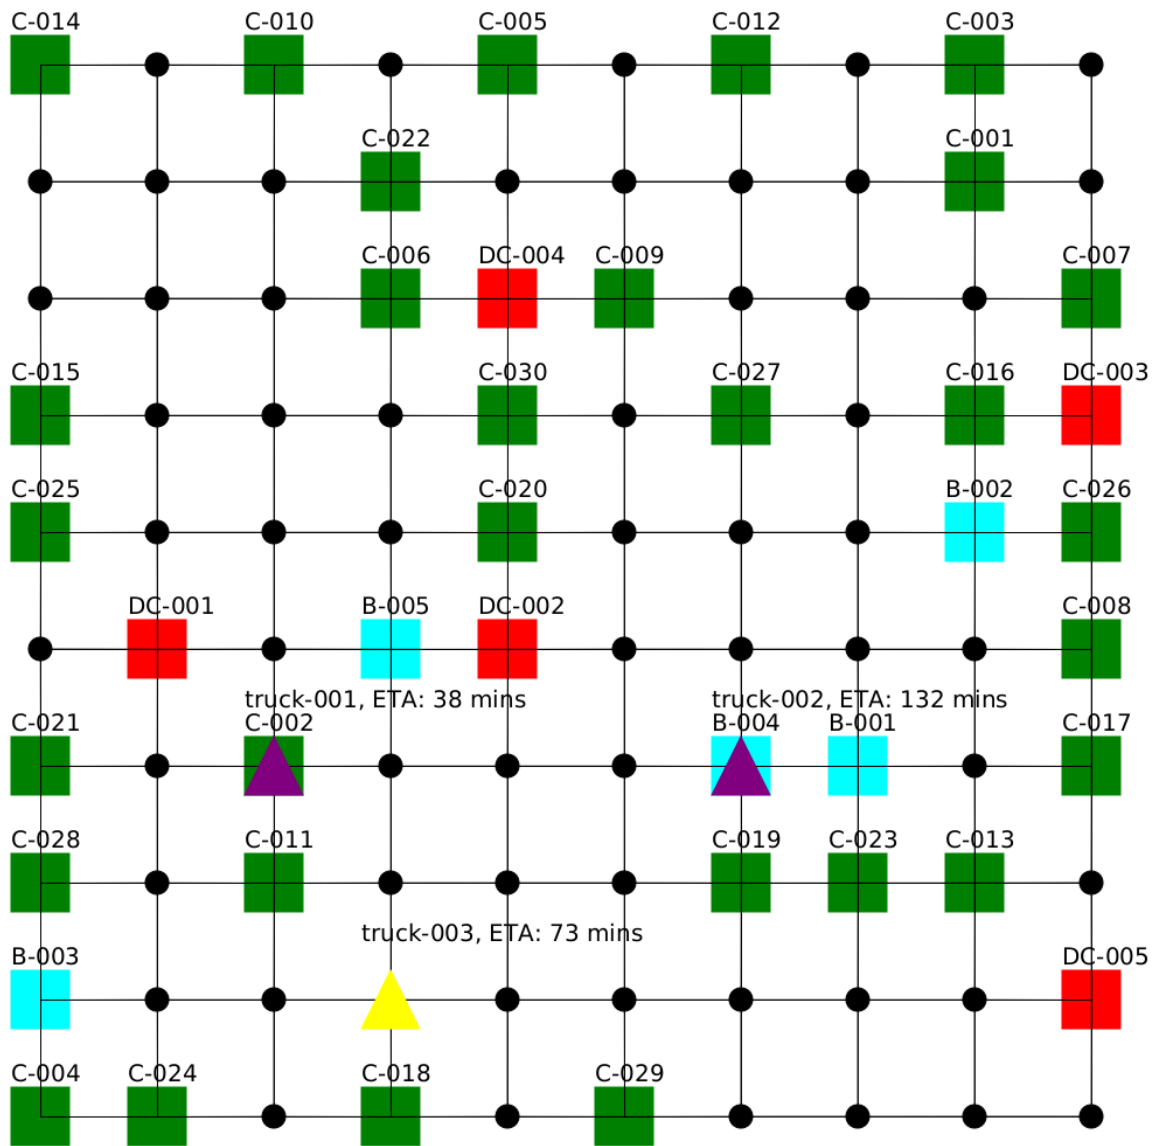 C-014
C-010
C-005
C-012
C-003
C-022
C-001
C-006
DC-004
C-009
C-007
C-015
C-030
C-027
C-016
DC-003
C-025
C-020
B-002
C-026
DC-001
B-005
DC-002
C-008
truck-001, ETA: 38 mins
truck-002, ETA: 132 mins
C-021
C-002
B-004
B-001
C-017
C-028
C-011
C-019
C-023
C-013
truck-003, ETA: 73 mins
B-003
DC-005
C-004
C-024
C-018
C-029